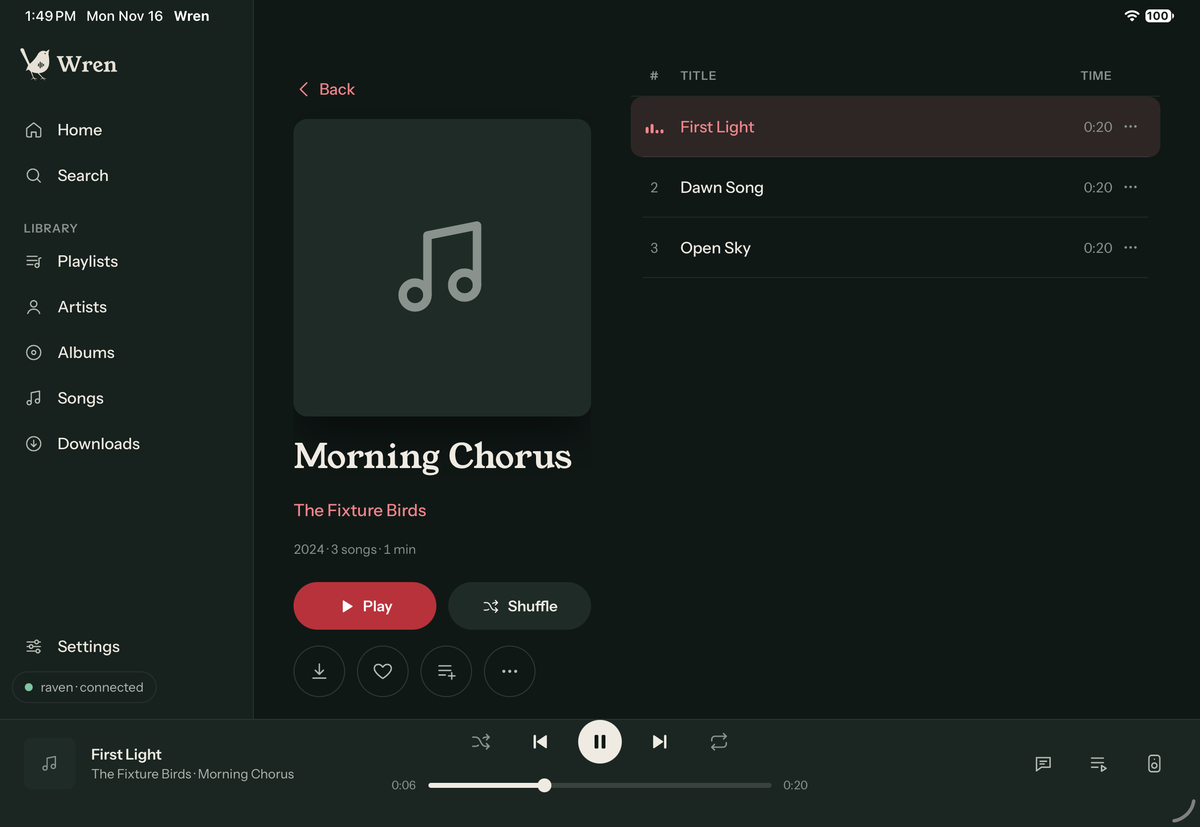 1:49 PM Mon Nov 16 Wren
100
Wren
Home
Search
LIBRARY
Playlists
Artists
Albums
Songs
Downloads
Settings
raven · connected
Back
Morning Chorus
The Fixture Birds
2024 · 3 songs · 1 min
Play
Shuffle
# TITLE TIME
First Light 0:20
2 Dawn Song 0:20
3 Open Sky 0:20
First Light
The Fixture Birds · Morning Chorus
0:06
0:20